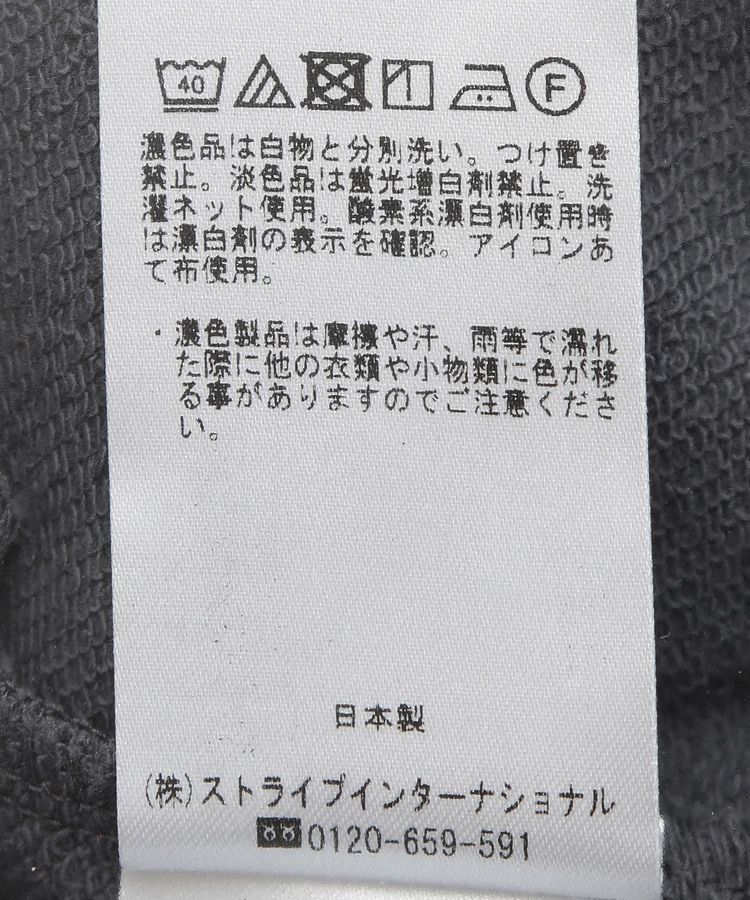 40
F
濃色品は白物と分別洗い。つけ置き
禁止。淡色品は蛍光増白剤禁止。洗
濯ネット使用。酸素系漂白剤使用時
は漂白剤の表示を確認。アイロンあ
て布使用。
・濃色製品は摩擦や汗、雨等で濡れ
た際に他の衣類や小物類に色が移
る事がありますのでご注意くださ
い。
日本製
(株)ストライプインターナショナル
0120-659-591